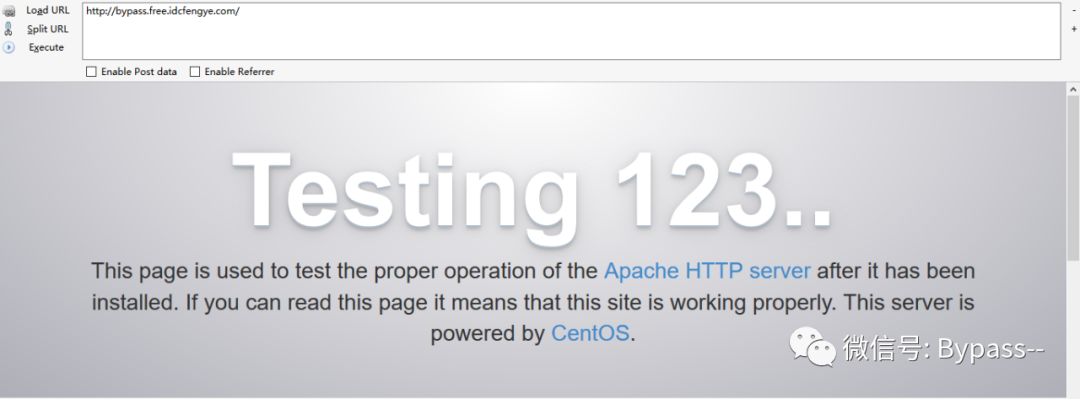 Load URL
http://bypass.free.idcfengye.com/
-
Split URL
+
Execute
Enable Post data Enable Referrer
Testing 123..
This page is used to test the proper operation of the Apache HTTP server after it has been
installed. If you can read this page it means that this site is working properly. This server is
powered by CentOS.
微信号: Bypass--